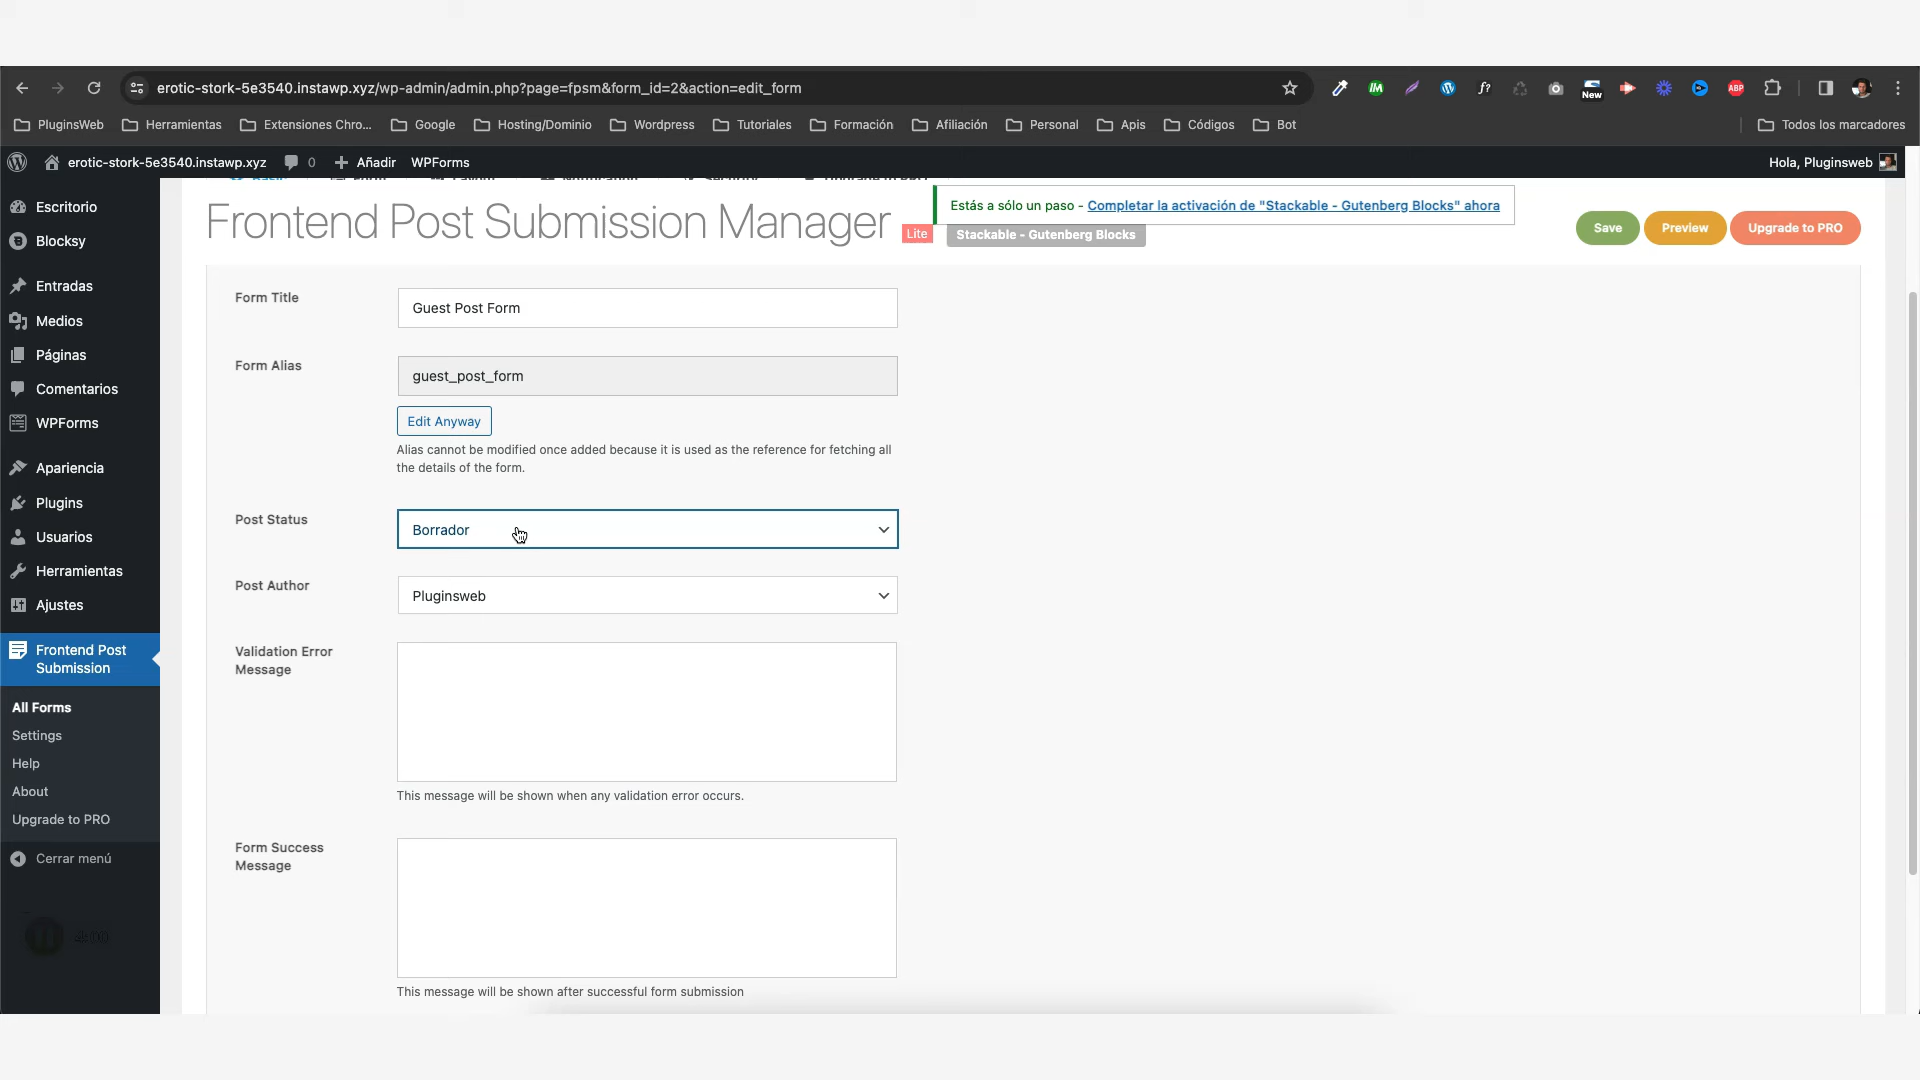 erotic-stork-5e3540.instawp.xyz/wp-admin/admin.php?page=fpsm&form_id=2&action=edit_form
New
ABP
f?
PluginsWeb
Herramientas
Extensiones Chro...
Google
Hosting/Dominio
Wordpress
Tutoriales
Formación
Afiliación
Personal
Apis
Códigos
Bot
Todos los marcadores
erotic-stork-5e3540.instawp.xyz
0
Añadir
WPForms
Hola, Pluginsweb
Escritorio
Blocksy
Entradas
Medios
Páginas
Comentarios
WPForms
Apariencia
Plugins
Usuarios
Herramientas
Ajustes
Frontend Post
Submission
All Forms
Settings
Help
About
Upgrade to PRO
Cerrar menú
Frontend Post Submission Manager
Lite
Estás a sólo un paso - Completar la activación de "Stackable - Gutenberg Blocks" ahora
Stackable - Gutenberg Blocks
Save
Preview
Upgrade to PRO
Form Title
Guest Post Form
Form Alias
guest_post_form
Edit Anyway
Alias cannot be modified once added because it is used as the reference for fetching all
the details of the form.
Post Status
Borrador
Post Author
Pluginsweb
Validation Error
Message
This message will be shown when any validation error occurs.
Form Success
Message
This message will be shown after successful form submission